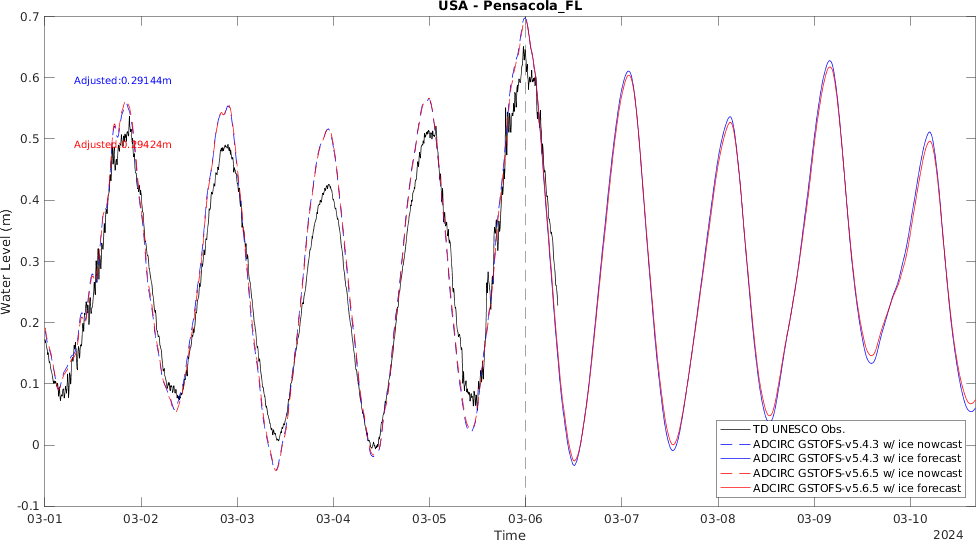 USA - Pensacola_FL
0.7
0.6
0.5
0.4
0.3
0.2
0.1
0
-0.1
Water Level (m)
Adjusted:0.29144m
Adjusted:0.29424m
TD UNESCO Obs.
ADCIRC GSTOFS-v5.4.3 w/ ice nowcast
ADCIRC GSTOFS-v5.4.3 w/ ice forecast
ADCIRC GSTOFS-v5.6.5 w/ ice nowcast
ADCIRC GSTOFS-v5.6.5 w/ ice forecast
03-01 03-02 03-03 03-04 03-05 03-06 03-07 03-08 03-09 03-10
Time
2024